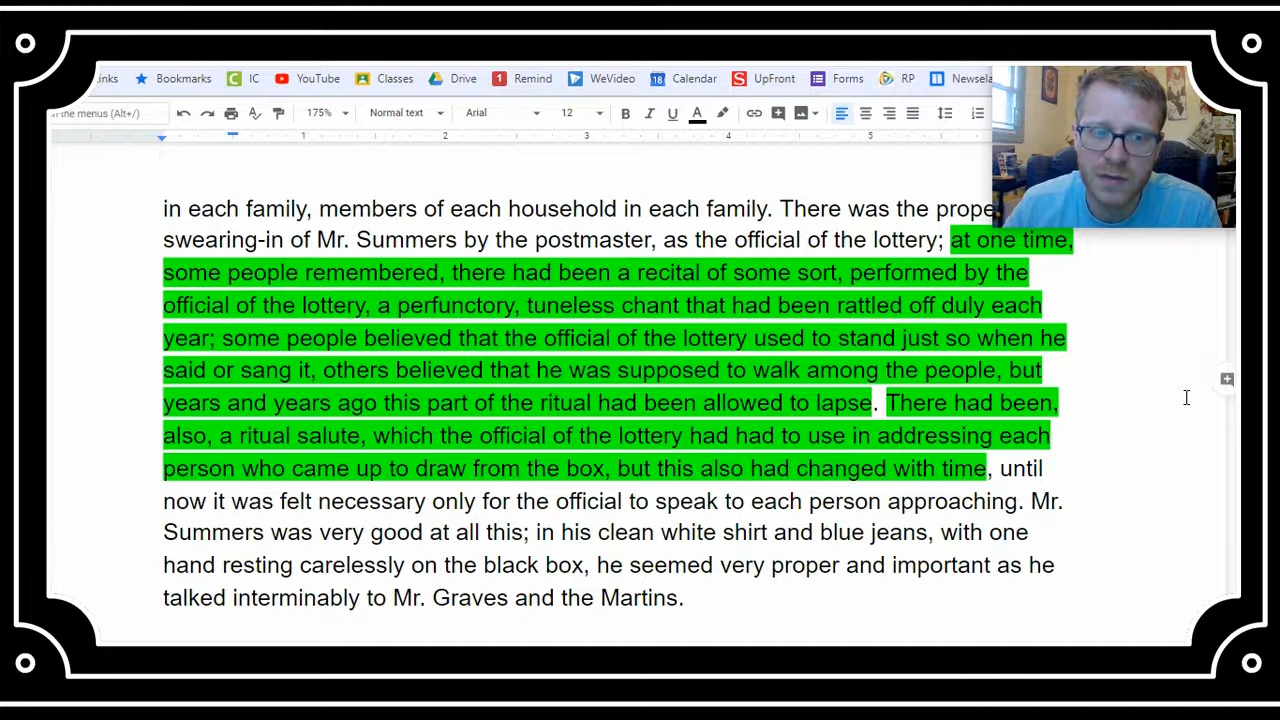 inks Bookmarks IC YouTube Classes Drive Remind WeVideo Calendar UpFront Forms RP Newsela
the menus (Alt+/) 175% Normal text Arial 12 B I U A
1 2 3 4 5
in each family, members of each household in each family. There was the prope
swearing-in of Mr. Summers by the postmaster, as the official of the lottery; at one time,
some people remembered, there had been a recital of some sort, performed by the
official of the lottery, a perfunctory, tuneless chant that had been rattled off duly each
year; some people believed that the official of the lottery used to stand just so when he
said or sang it, others believed that he was supposed to walk among the people, but
years and years ago this part of the ritual had been allowed to lapse. There had been,
also, a ritual salute, which the official of the lottery had had to use in addressing each
person who came up to draw from the box, but this also had changed with time, until
now it was felt necessary only for the official to speak to each person approaching. Mr.
Summers was very good at all this; in his clean white shirt and blue jeans, with one
hand resting carelessly on the black box, he seemed very proper and important as he
talked interminably to Mr. Graves and the Martins.